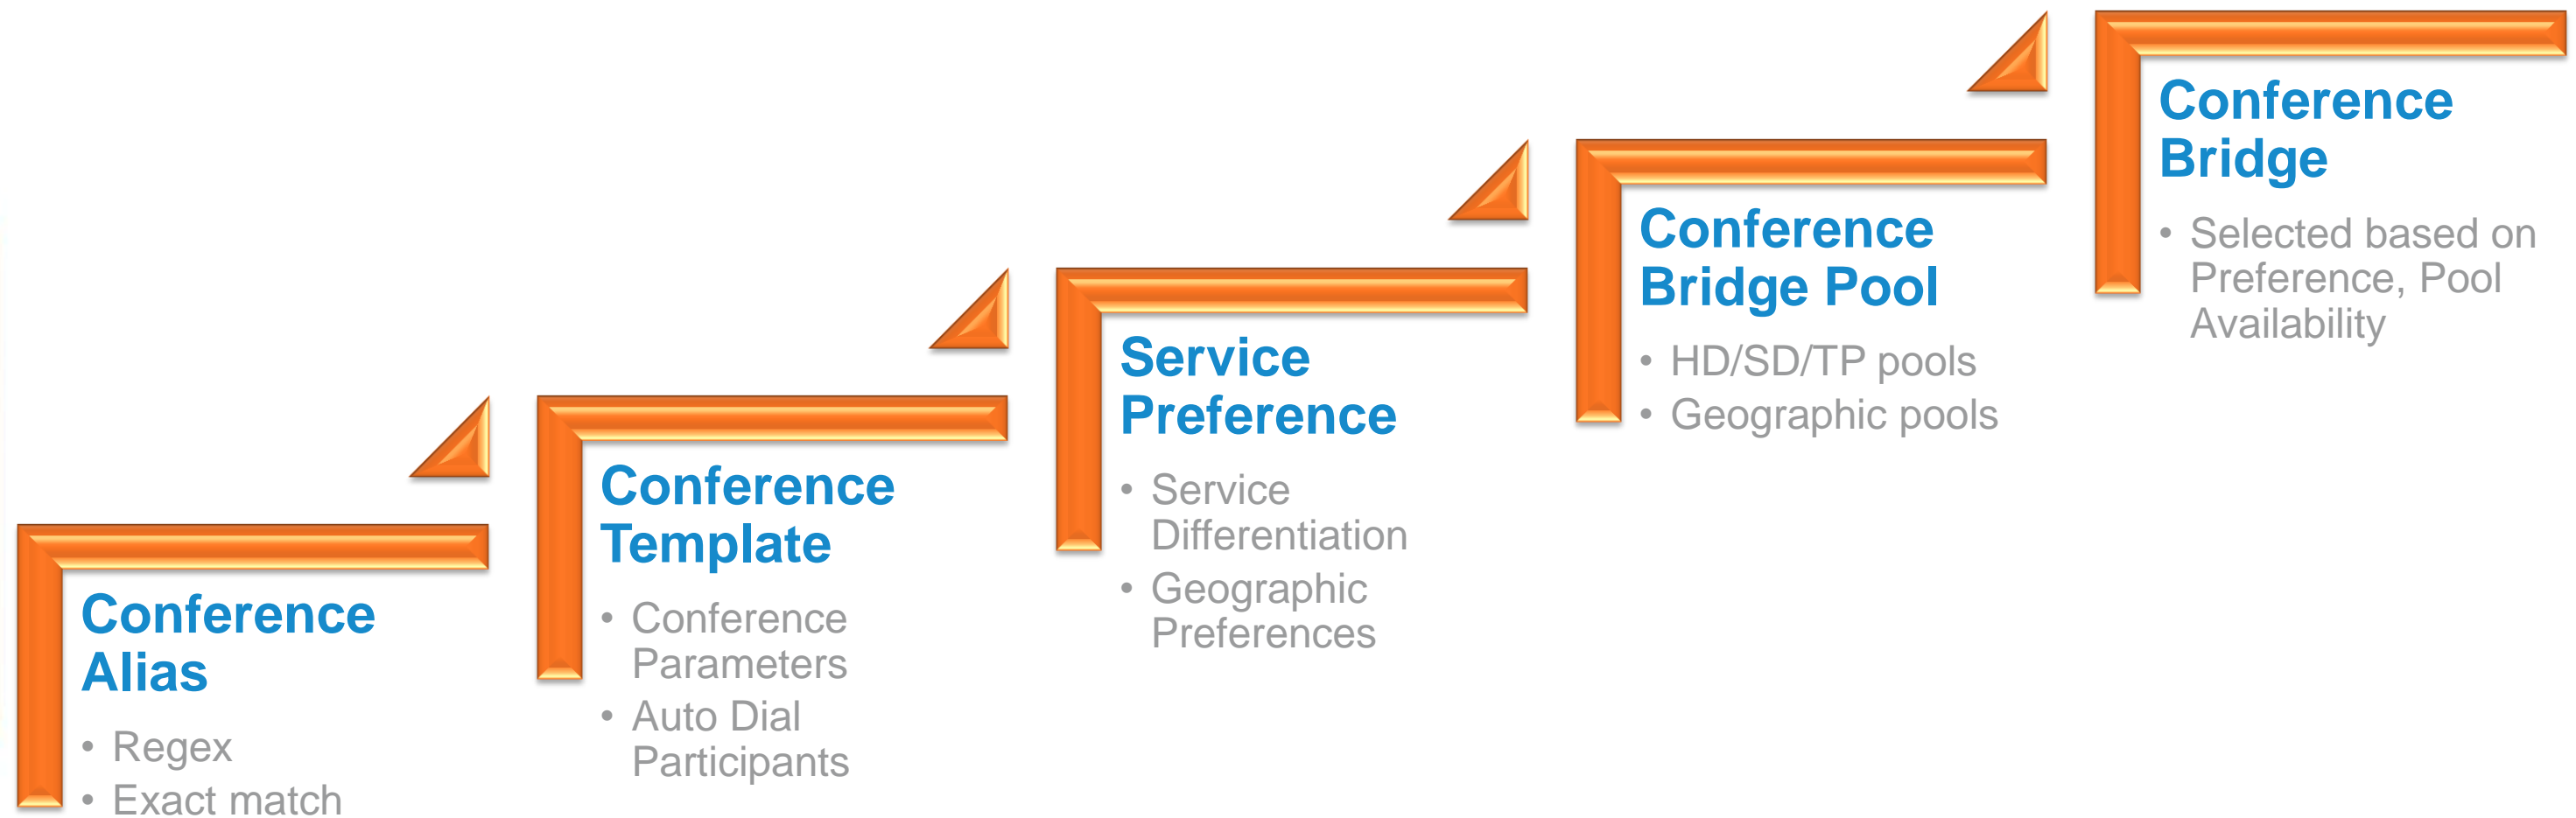 Conference
Alias
• Regex
• Exact match
Conference
Template
• Conference
Parameters
• Auto Dial
Participants
Service
Preference
• Service
Differentiation
• Geographic
Preferences
Conference
Bridge Pool
• HD/SD/TP pools
• Geographic pools
Conference
Bridge
• Selected based on
Preference, Pool
Availability